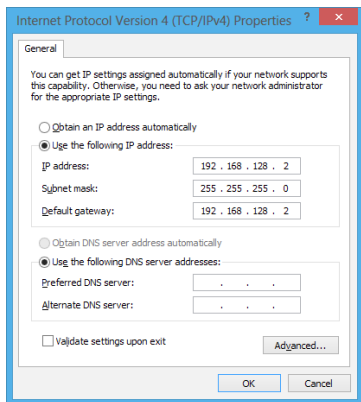 Internet Protocol Version 4 (TCP/IPv4) Properties ? ×
General
You can get IP settings assigned automatically if your network supports
this capability. Otherwise, you need to ask your network administrator
for the appropriate IP settings.
Obtain an IP address automatically
Use the following IP address:
IP address: 192 . 168 . 128 . 2
Subnet mask: 255 . 255 . 255 . 0
Default gateway: 192 . 168 . 128 . 2
Obtain DNS server address automatically
Use the following DNS server addresses:
Preferred DNS server: . . .
Alternate DNS server: . . .
Validate settings upon exit
Advanced...
OK Cancel